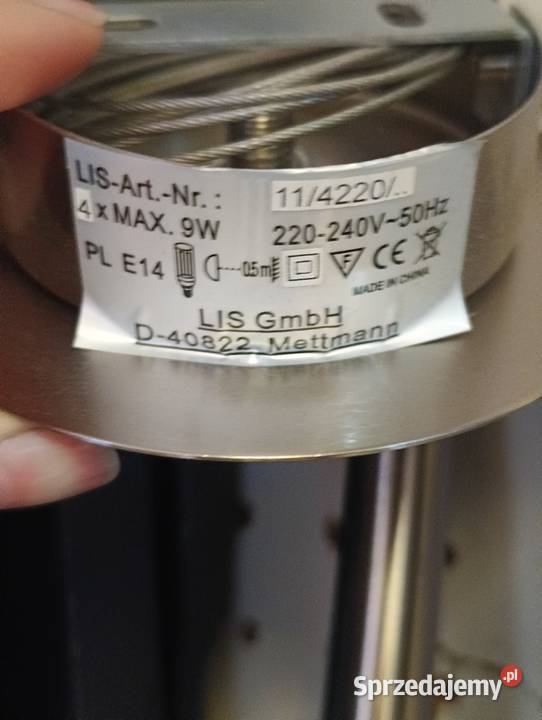 LIS-Art.-Nr.: 11/4220/..
4 x MAX. 9W 220-240V~50Hz
PL E14 0.5m F CE
MADE IN CHINA
LIS GmbH
D-40822 Mettmann
Sprzedajemy.pl